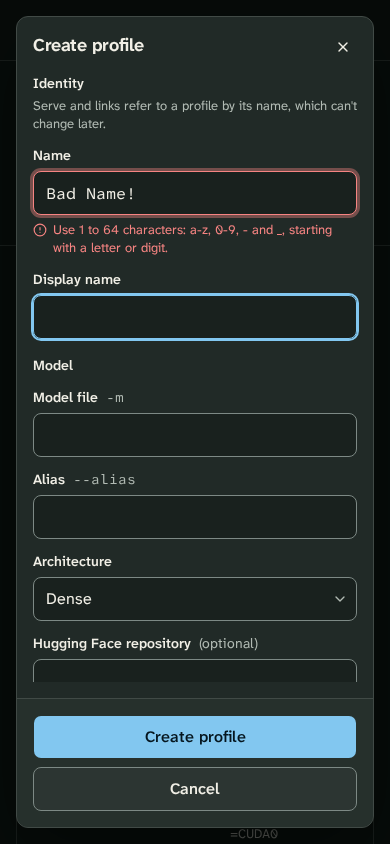 Create profile
Identity
Serve and links refer to a profile by its name, which can't
change later.
Name
Bad Name!
Use 1 to 64 characters: a-z, 0-9, - and _, starting
with a letter or digit.
Display name
Model
Model file -m
Alias --alias
Architecture
Dense
Hugging Face repository (optional)
Create profile
Cancel
=CUDA0